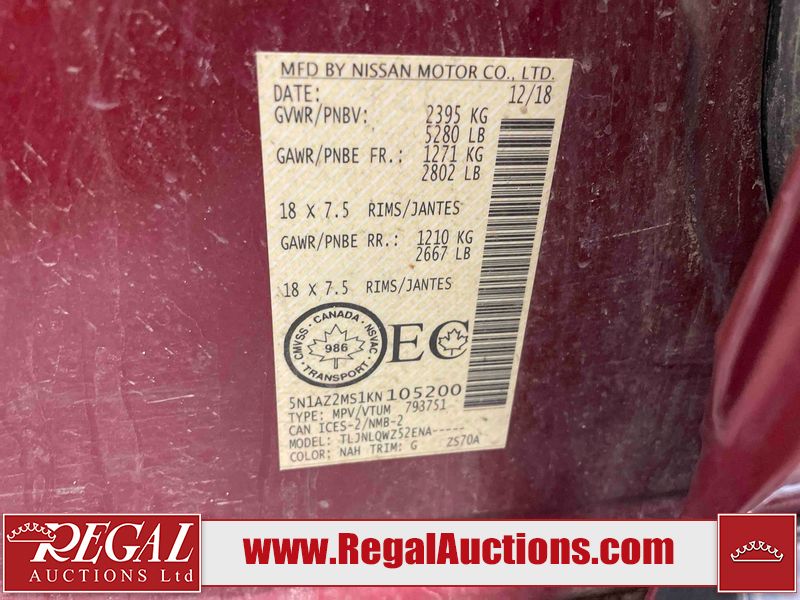 MFD BY NISSAN MOTOR CO., LTD.
DATE: 12/18
GVWR/PNBV: 2395 KG
5280 LB
GAWR/PNBE FR.: 1271 KG
2802 LB
18 X 7.5 RIMS/JANTES
GAWR/PNBE RR.: 1210 KG
2667 LB
18 X 7.5 RIMS/JANTES
CMVSS · CANADA · NSVAC · TRANSPORT ·
986
EC
5N1AZ2MS1KN105200
TYPE: MPV/VTUM 793751
CAN ICES-2/NMB-2
MODEL: TLJNLQWZ52ENA-----
COLOR: NAH TRIM: G ZS70A
REGAL
AUCTIONS Ltd
www.RegalAuctions.com